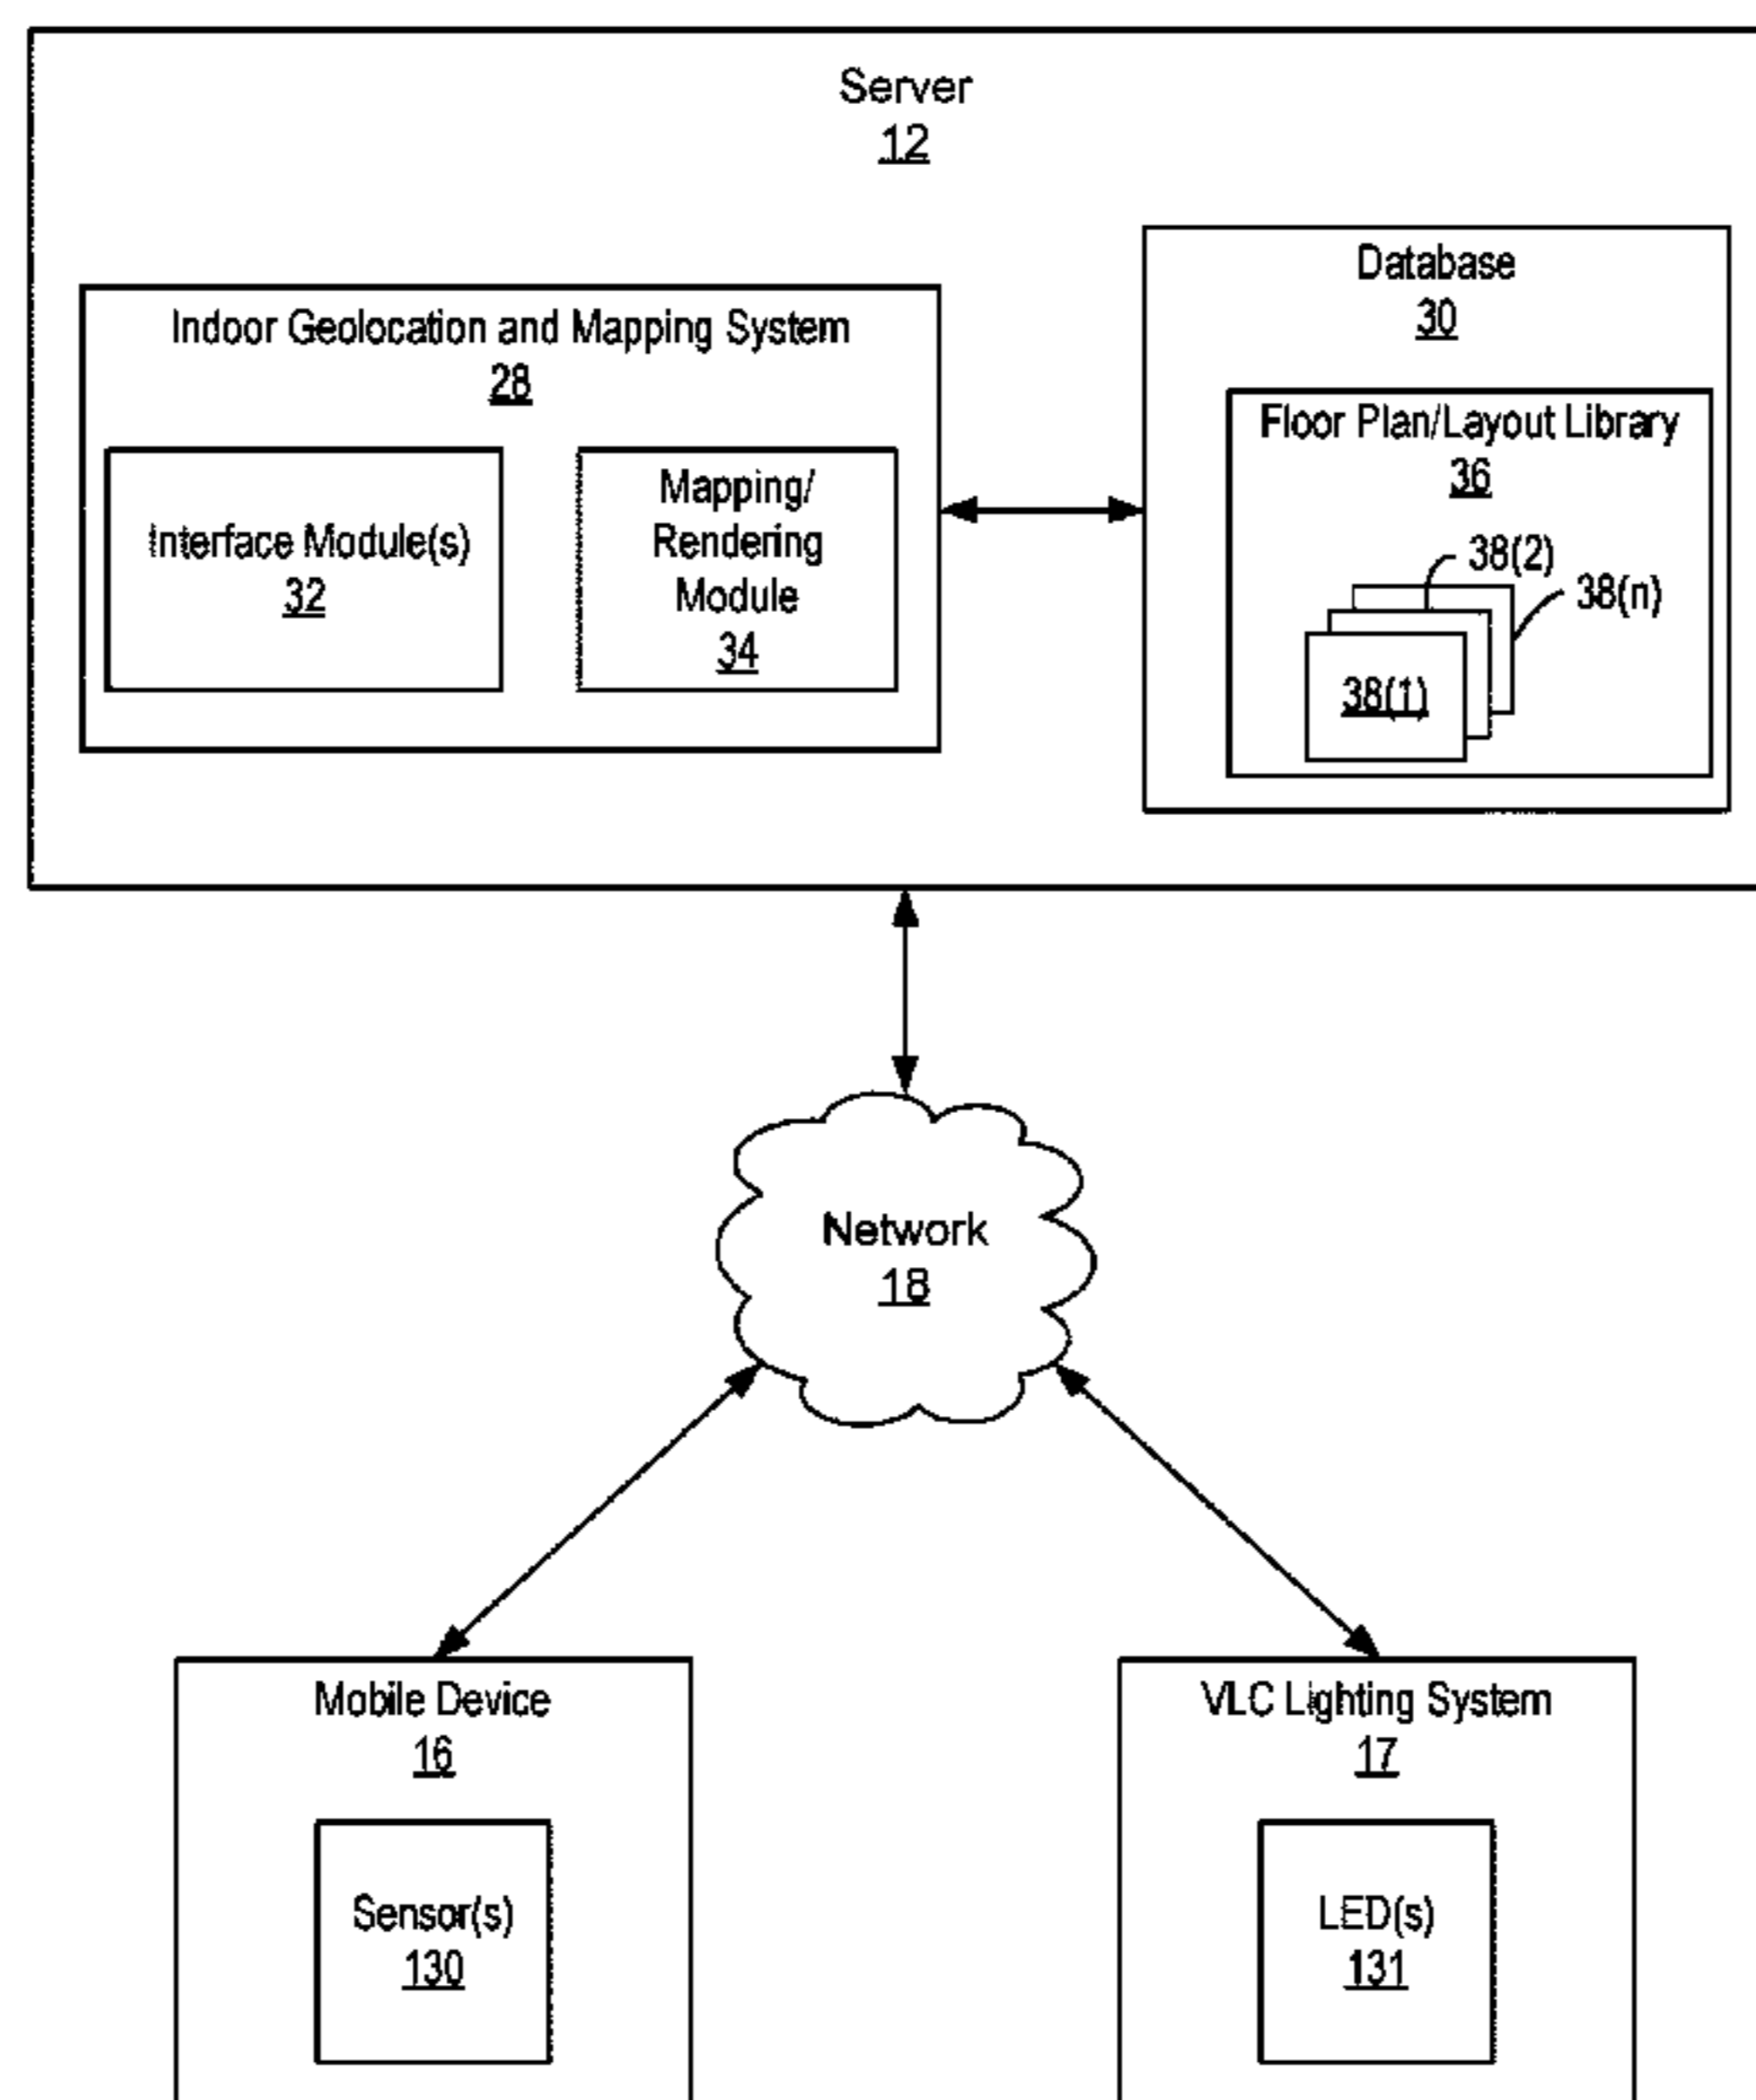 Server
12
Indoor Geolocation and Mapping System
28
Interface Module(s)
32
Mapping/
Rendering
Module
34
Database
30
Floor Plan/Layout Library
36
38(2)
38(n)
38(1)
Network
18
Mobile Device
16
Sensor(s)
130
VLC Lighting System
17
LED(s)
131